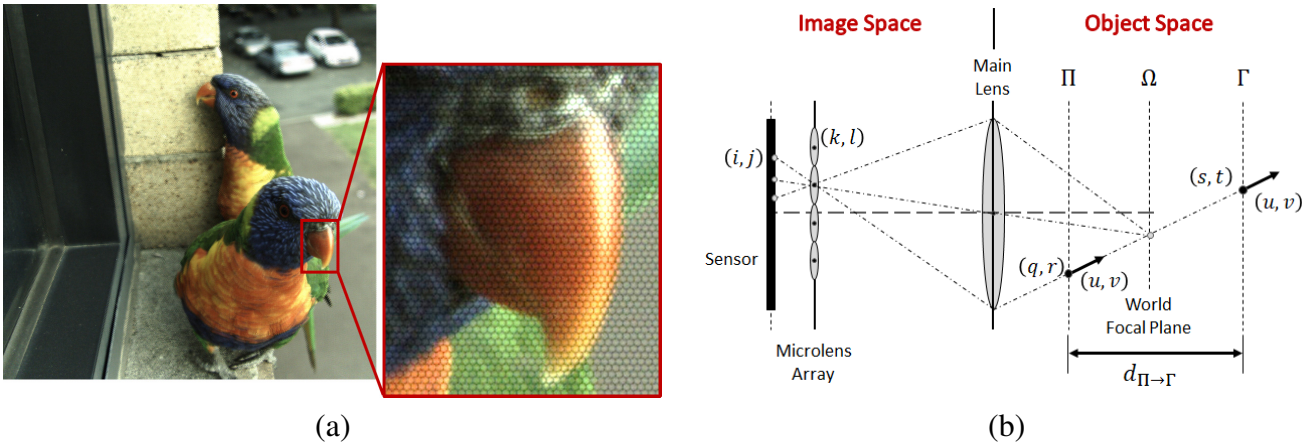 Image Space
Object Space
Main
Lens
Π
Ω
Γ
(k, l)
(i, j)
(s, t)
(u, v)
Sensor
(q, r)
(u, v)
World
Focal Plane
Microlens
Array
d_{Π→Γ}
(a)
(b)